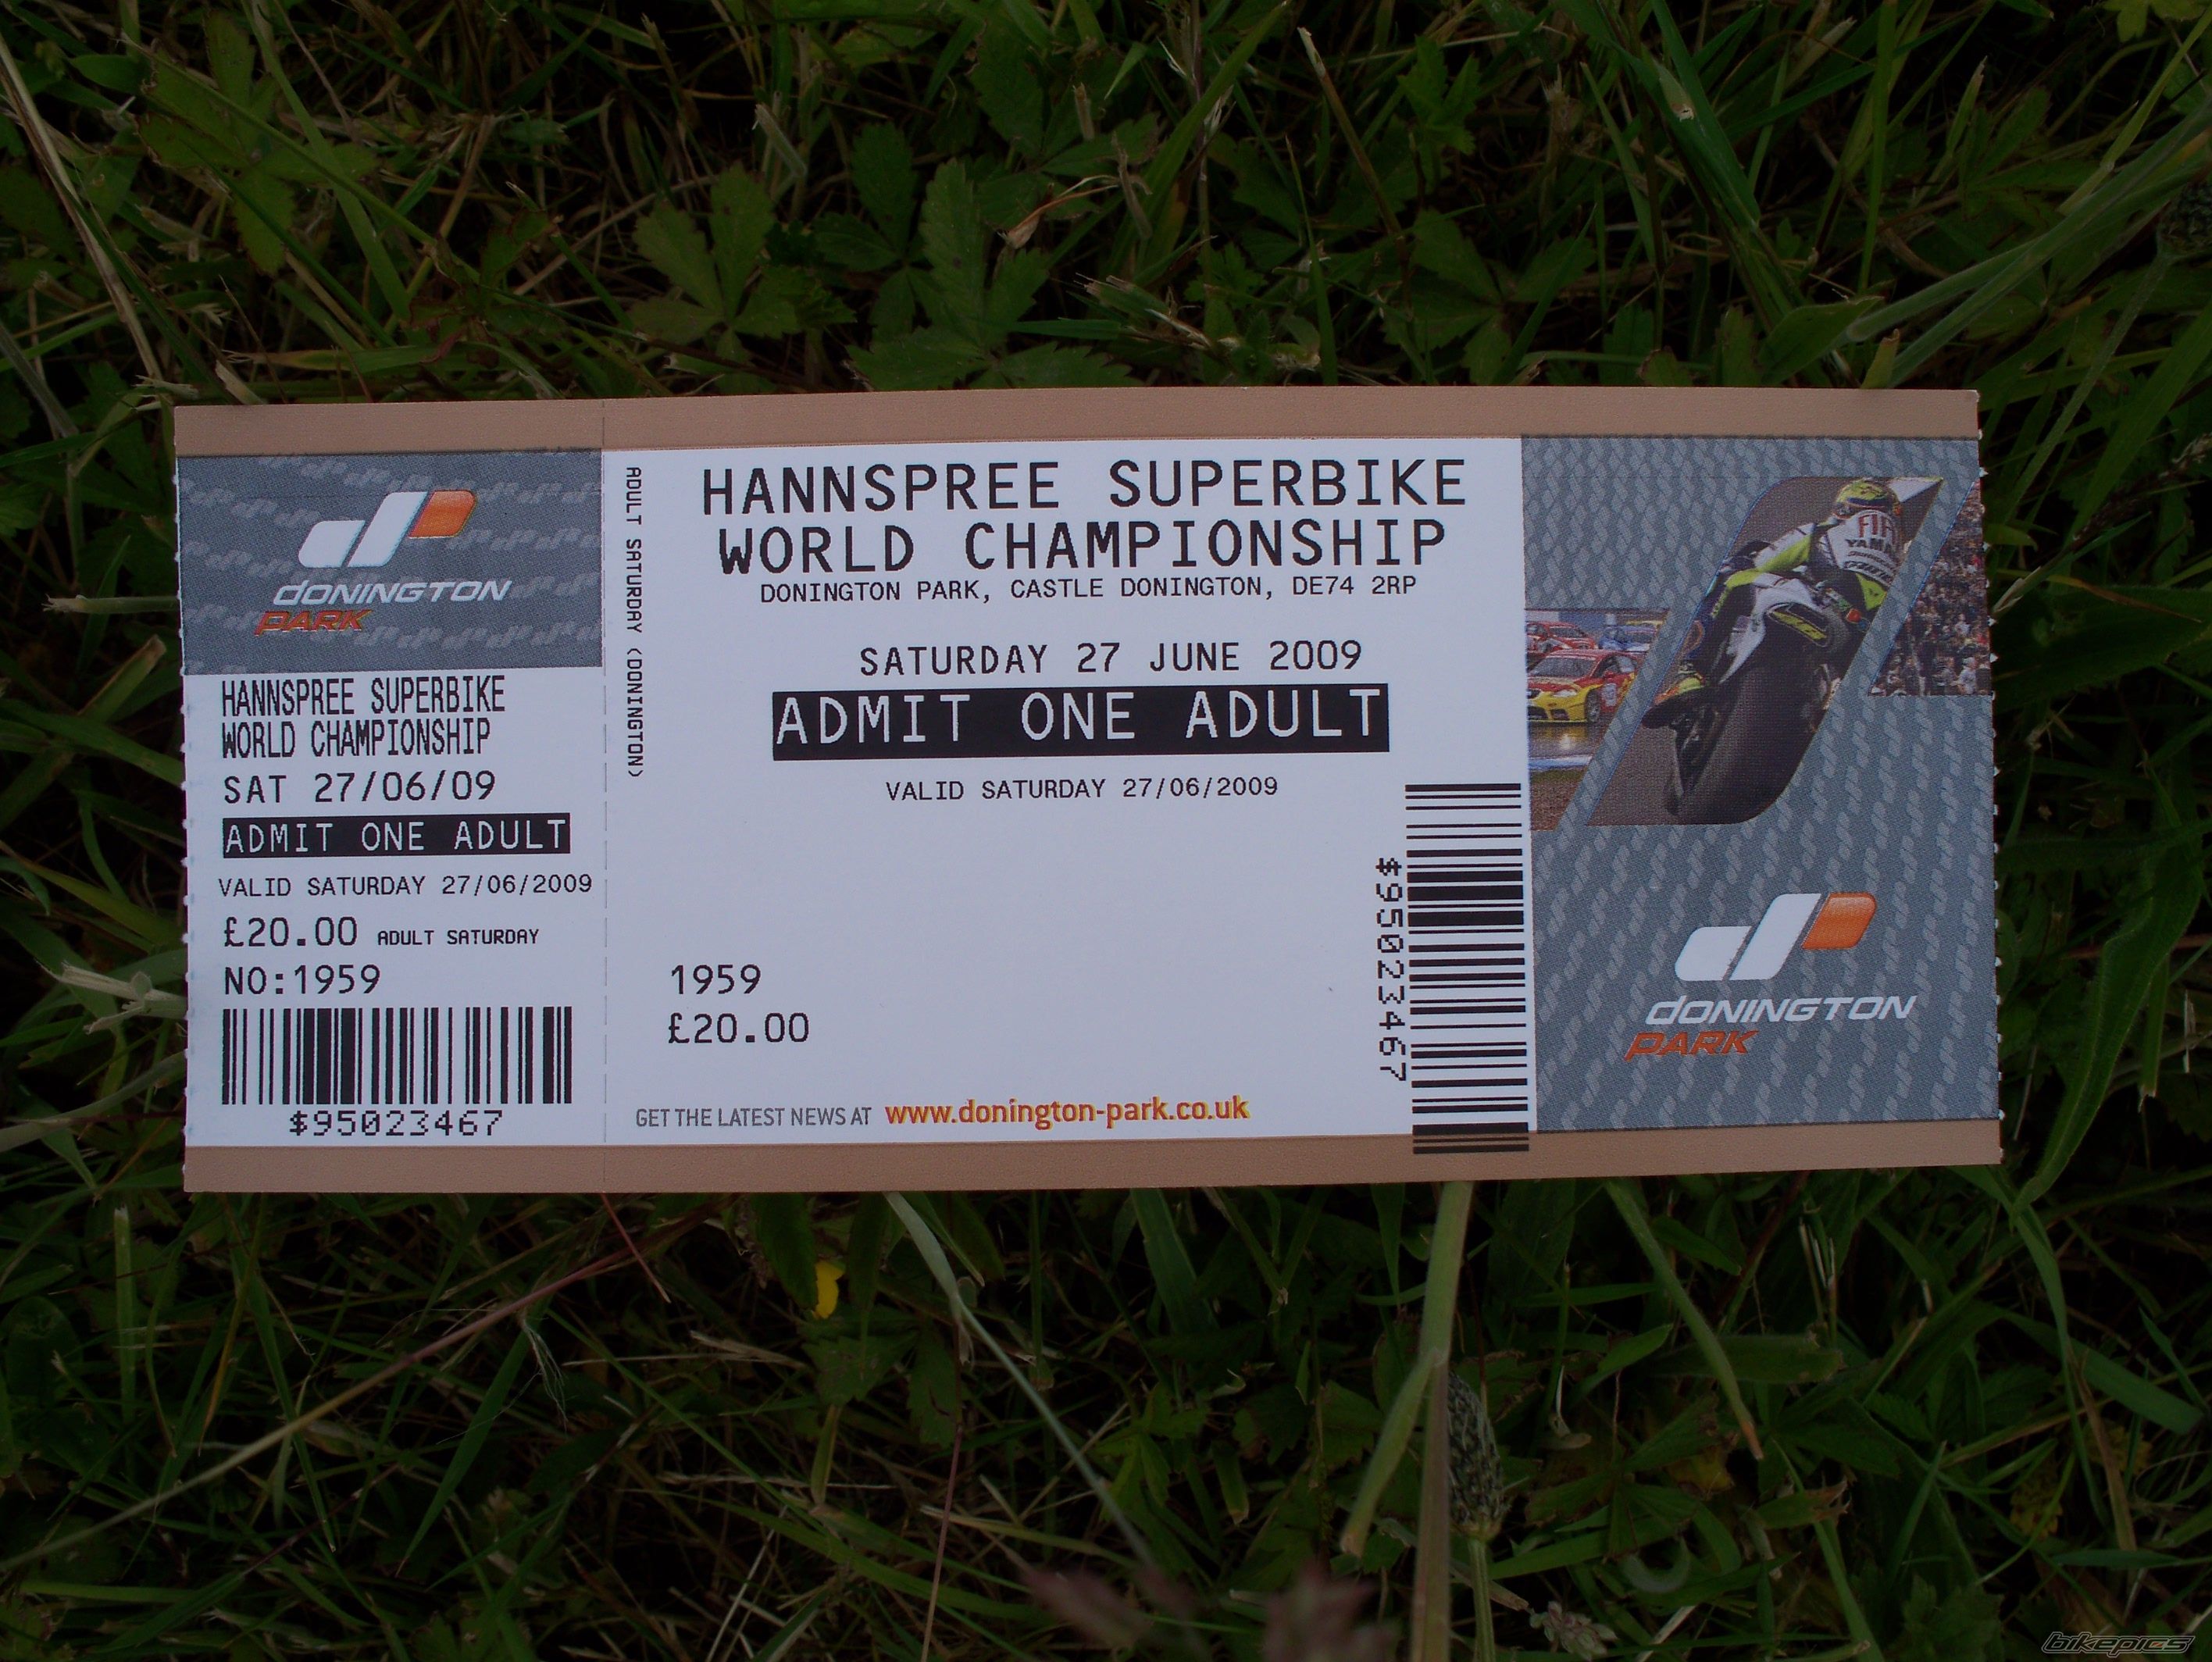 dONINGTON
PARK
HANNSPREE SUPERBIKE
WORLD CHAMPIONSHIP
SAT 27/06/09
ADMIT ONE ADULT
VALID SATURDAY 27/06/2009
£20.00 ADULT SATURDAY
NO:1959
$95023467
ADULT SATURDAY (DONINGTON)
HANNSPREE SUPERBIKE
WORLD CHAMPIONSHIP
DONINGTON PARK, CASTLE DONINGTON, DE74 2RP
SATURDAY 27 JUNE 2009
ADMIT ONE ADULT
VALID SATURDAY 27/06/2009
1959
£20.00
GET THE LATEST NEWS AT www.donington-park.co.uk
$95023467
dONINGTON
PARK
bikepics